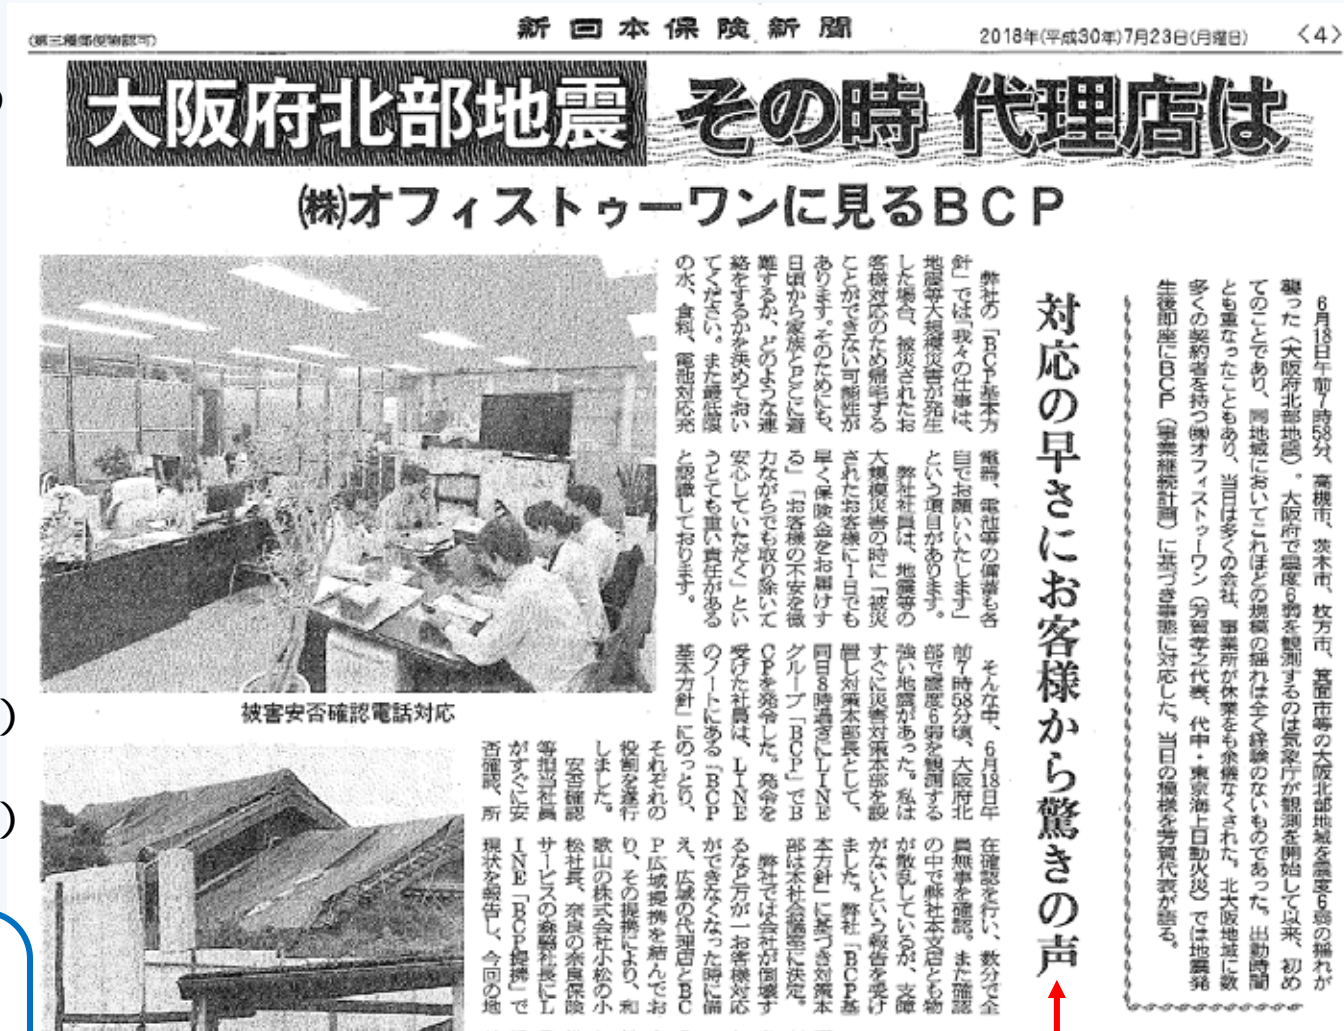 (第三種郵便物認可)
新日本保険新聞
2018年(平成30年)7月23日(月曜日)
〈4〉
大阪府北部地震 その時 代理店は
㈱オフィストゥーワンに見るBCP
6月18日午前7時58分、高槻市、茨木市、枚方市、箕面市等の大阪北部地域を震度6弱の揺れが
襲った〈大阪府北部地震〉。大阪府で震度6弱を観測するのは気象庁が観測を開始して以来、初め
てのことであり、同地域においてこれほどの規模の揺れは全く経験のないものであった。出勤時間
とも重なったこともあり、当日は多くの会社、事業所が休業をも余儀なくされた。北大阪地域に数
多くの契約者を持つ㈱オフィストゥーワン(芳賀孝之代表、代申・東京海上日動火災)では地震発
生後即座にBCP(事業継続計画)に基づき事態に対応した。当日の模様を芳賀代表が語る。
対応の早さにお客様から驚きの声
弊社の「BCP基本方
針」では「我々の仕事は、
地震等大規模災害が発生
した場合、被災されたお
客様対応のため帰宅する
ことができない可能性が
あります。そのためにも、
日頃から家族とどこに避
難するか、どのような連
絡をするかを決めておい
てください。また最低限
の水、食料、電池対応充
電器、電池等の備蓄も各
自でお願いいたします」
という項目があります。
弊社社員は、地震等の
大規模災害の時に「被災
されたお客様に1日でも
早く保険金をお届けす
る」「お客様の不安を微
力ながらでも取り除いて
安心していただく」とい
うとても重い責任がある
と認識しております。
そんな中、6月18日午
前7時58分頃、大阪府北
部で震度6弱を観測する
強い地震があった。私は
すぐに災害対策本部を設
置し対策本部長として、
同日8時過ぎにLINE
グループ「BCP」でB
CPを発令した。発令を
受けた社員は、LINE
のノートにある「BCP
基本方針」にのっとり、
それぞれの
役割を遂行
しました。
安否確認
等担当社員
がすぐに安
否確認、所
在確認を行い、数分で全
員無事を確認。また確認
の中で弊社本支店とも物
が散乱しているが、支障
がないという報告を受け
ました。弊社「BCP基
本方針」に基づき対策本
部は本社会議室に決定。
弊社では会社が倒壊す
るなど万が一お客様対応
ができなくなった時に備
え、広域の代理店とBC
P広域提携を結んでお
り、その提携により、和
歌山の株式会社小松の小
松社長、奈良の奈良保険
サービスの社長にL
INE「BCP提携」で
現状を報告し、今回の地
被害安否確認電話対応